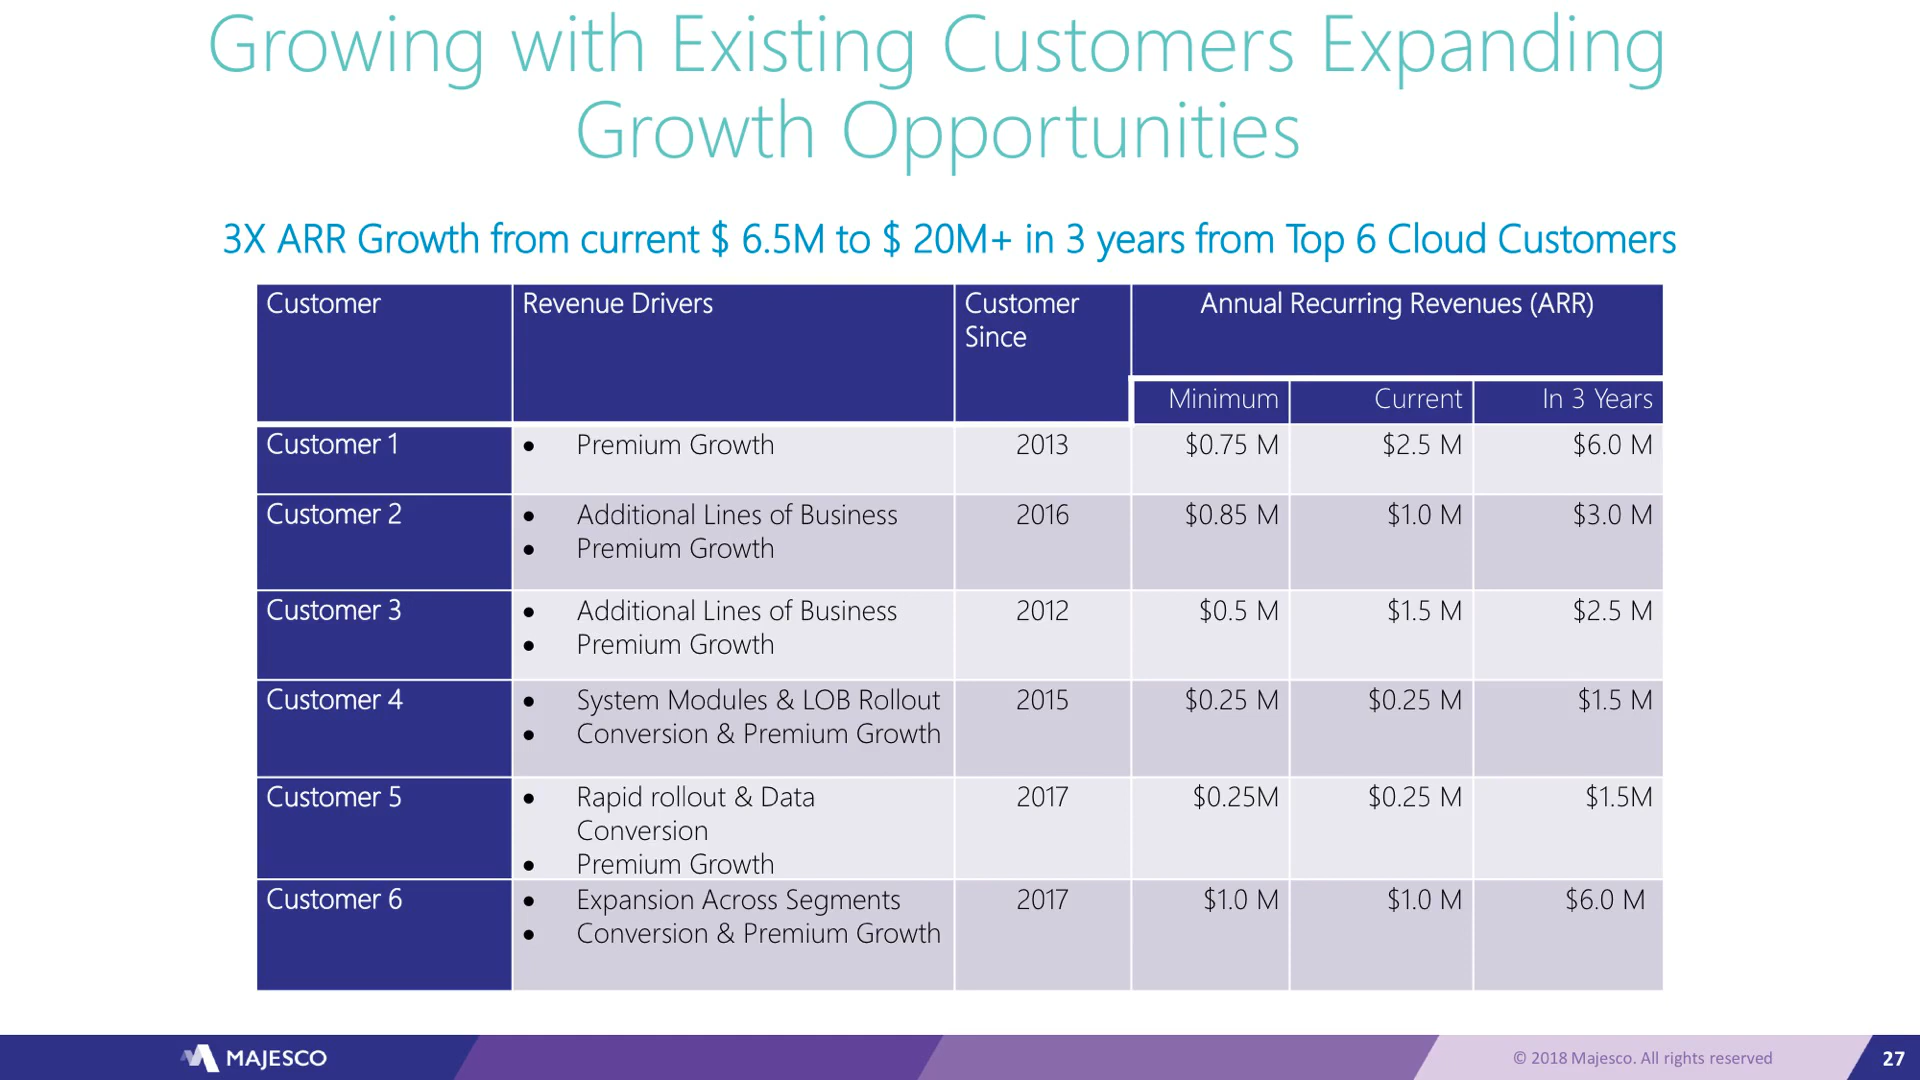 Growing with Existing Customers Expanding
Growth Opportunities
3X ARR Growth from current $ 6.5M to $ 20M+ in 3 years from Top 6 Cloud Customers
Customer Revenue Drivers Customer Since Annual Recurring Revenues (ARR)
Minimum Current In 3 Years
Customer 1 • Premium Growth 2013 $0.75 M $2.5 M $6.0 M
Customer 2 • Additional Lines of Business 2016 $0.85 M $1.0 M $3.0 M
• Premium Growth
Customer 3 • Additional Lines of Business 2012 $0.5 M $1.5 M $2.5 M
• Premium Growth
Customer 4 • System Modules & LOB Rollout 2015 $0.25 M $0.25 M $1.5 M
• Conversion & Premium Growth
Customer 5 • Rapid rollout & Data 2017 $0.25M $0.25 M $1.5M
Conversion
• Premium Growth
Customer 6 • Expansion Across Segments 2017 $1.0 M $1.0 M $6.0 M
• Conversion & Premium Growth
MAJESCO © 2018 Majesco. All rights reserved 27